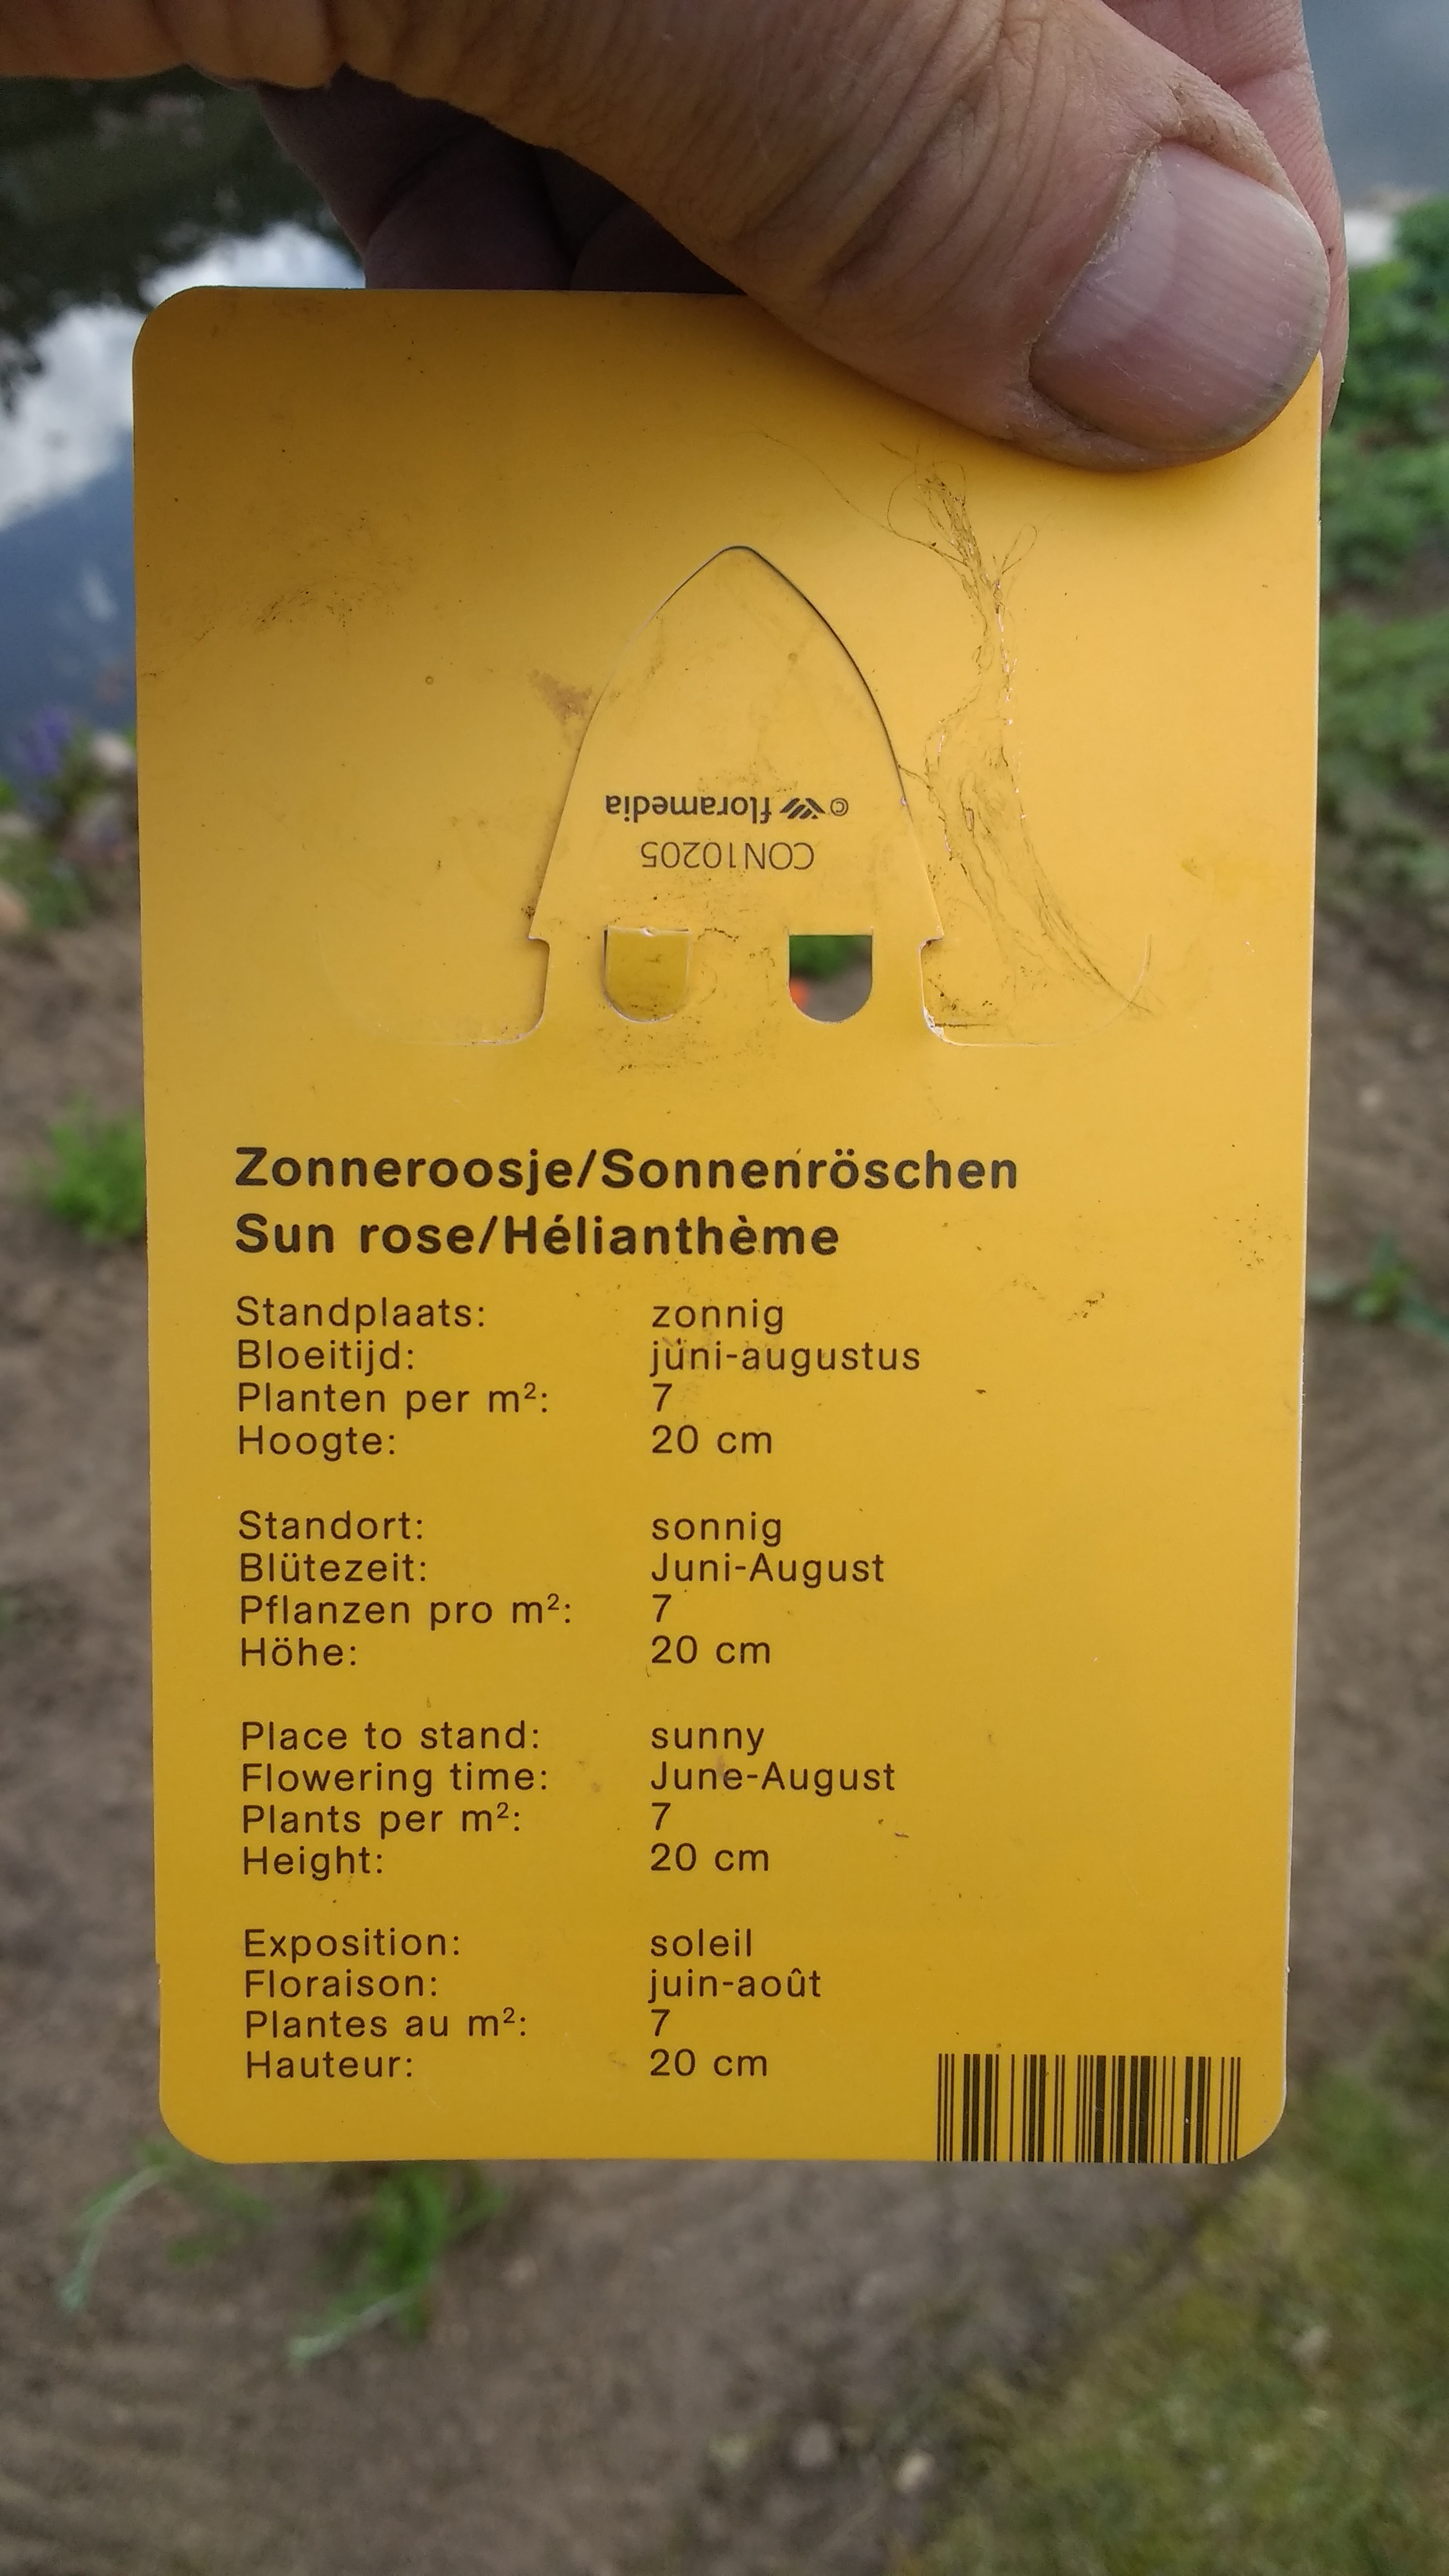 © floramedia
CON10205
Zonneroosje/Sonnenröschen
Sun rose/Hélianthème
Standplaats: zonnig
Bloeitijd: juni-augustus
Planten per m²: 7
Hoogte: 20 cm
Standort: sonnig
Blütezeit: Juni-August
Pflanzen pro m²: 7
Höhe: 20 cm
Place to stand: sunny
Flowering time: June-August
Plants per m²: 7
Height: 20 cm
Exposition: soleil
Floraison: juin-août
Plantes au m²: 7
Hauteur: 20 cm